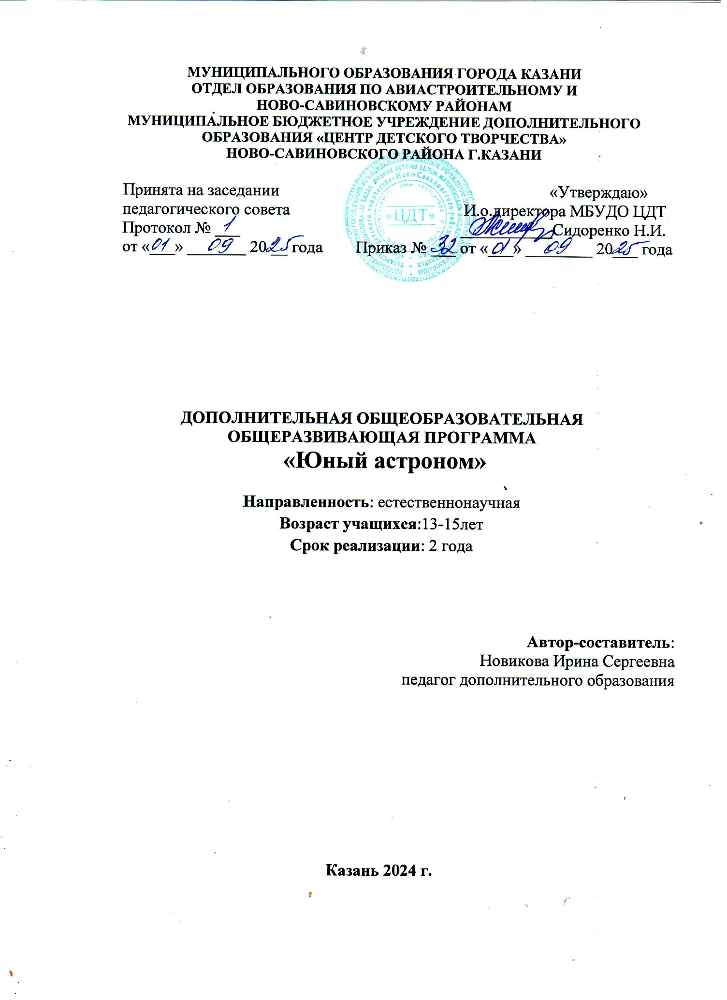 МУНИЦИПАЛЬНОГО ОБРАЗОВАНИЯ ГОРОДА КАЗАНИ
ОТДЕЛ ОБРАЗОВАНИЯ ПО АВИАСТРОИТЕЛЬНОМУ И
НОВО-САВИНОВСКОМУ РАЙОНАМ
МУНИЦИПАЛЬНОЕ БЮДЖЕТНОЕ УЧРЕЖДЕНИЕ ДОПОЛНИТЕЛЬНОГО
ОБРАЗОВАНИЯ «ЦЕНТР ДЕТСКОГО ТВОРЧЕСТВА»
НОВО-САВИНОВСКОГО РАЙОНА Г.КАЗАНИ
Принята на заседании «Утверждаю»
педагогического совета И.о.директора МБУДО ЦДТ
Протокол № 1 Сидоренко Н.И.
от «01» 09 2025 года Приказ № 32 от «01» 09 2025 года
«ЦДТ»
ДОПОЛНИТЕЛЬНАЯ ОБЩЕОБРАЗОВАТЕЛЬНАЯ
ОБЩЕРАЗВИВАЮЩАЯ ПРОГРАММА
«Юный астроном»
Направленность: естественнонаучная
Возраст учащихся:13-15лет
Срок реализации: 2 года
Автор-составитель:
Новикова Ирина Сергеевна
педагог дополнительного образования
Казань 2024 г.